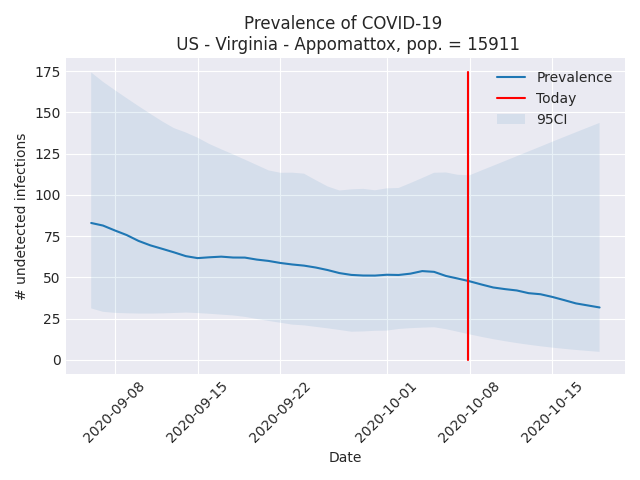 Prevalence of COVID-19
US - Virginia - Appomattox, pop. = 15911
# undetected infections
175
150
125
100
75
50
25
0
Prevalence
Today
95CI
2020-09-08
2020-09-15
2020-09-22
2020-10-01
2020-10-08
2020-10-15
Date